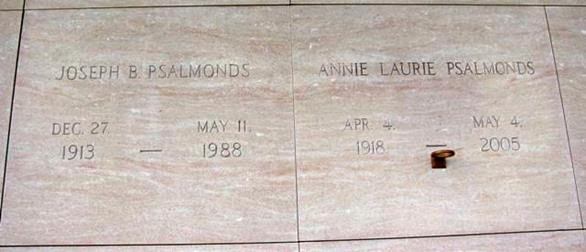 JOSEPH B. PSALMONDS
DEC. 27. MAY 11.
1913 — 1988
ANNIE LAURIE PSALMONDS
APR. 4. MAY 4.
1918 — 2005